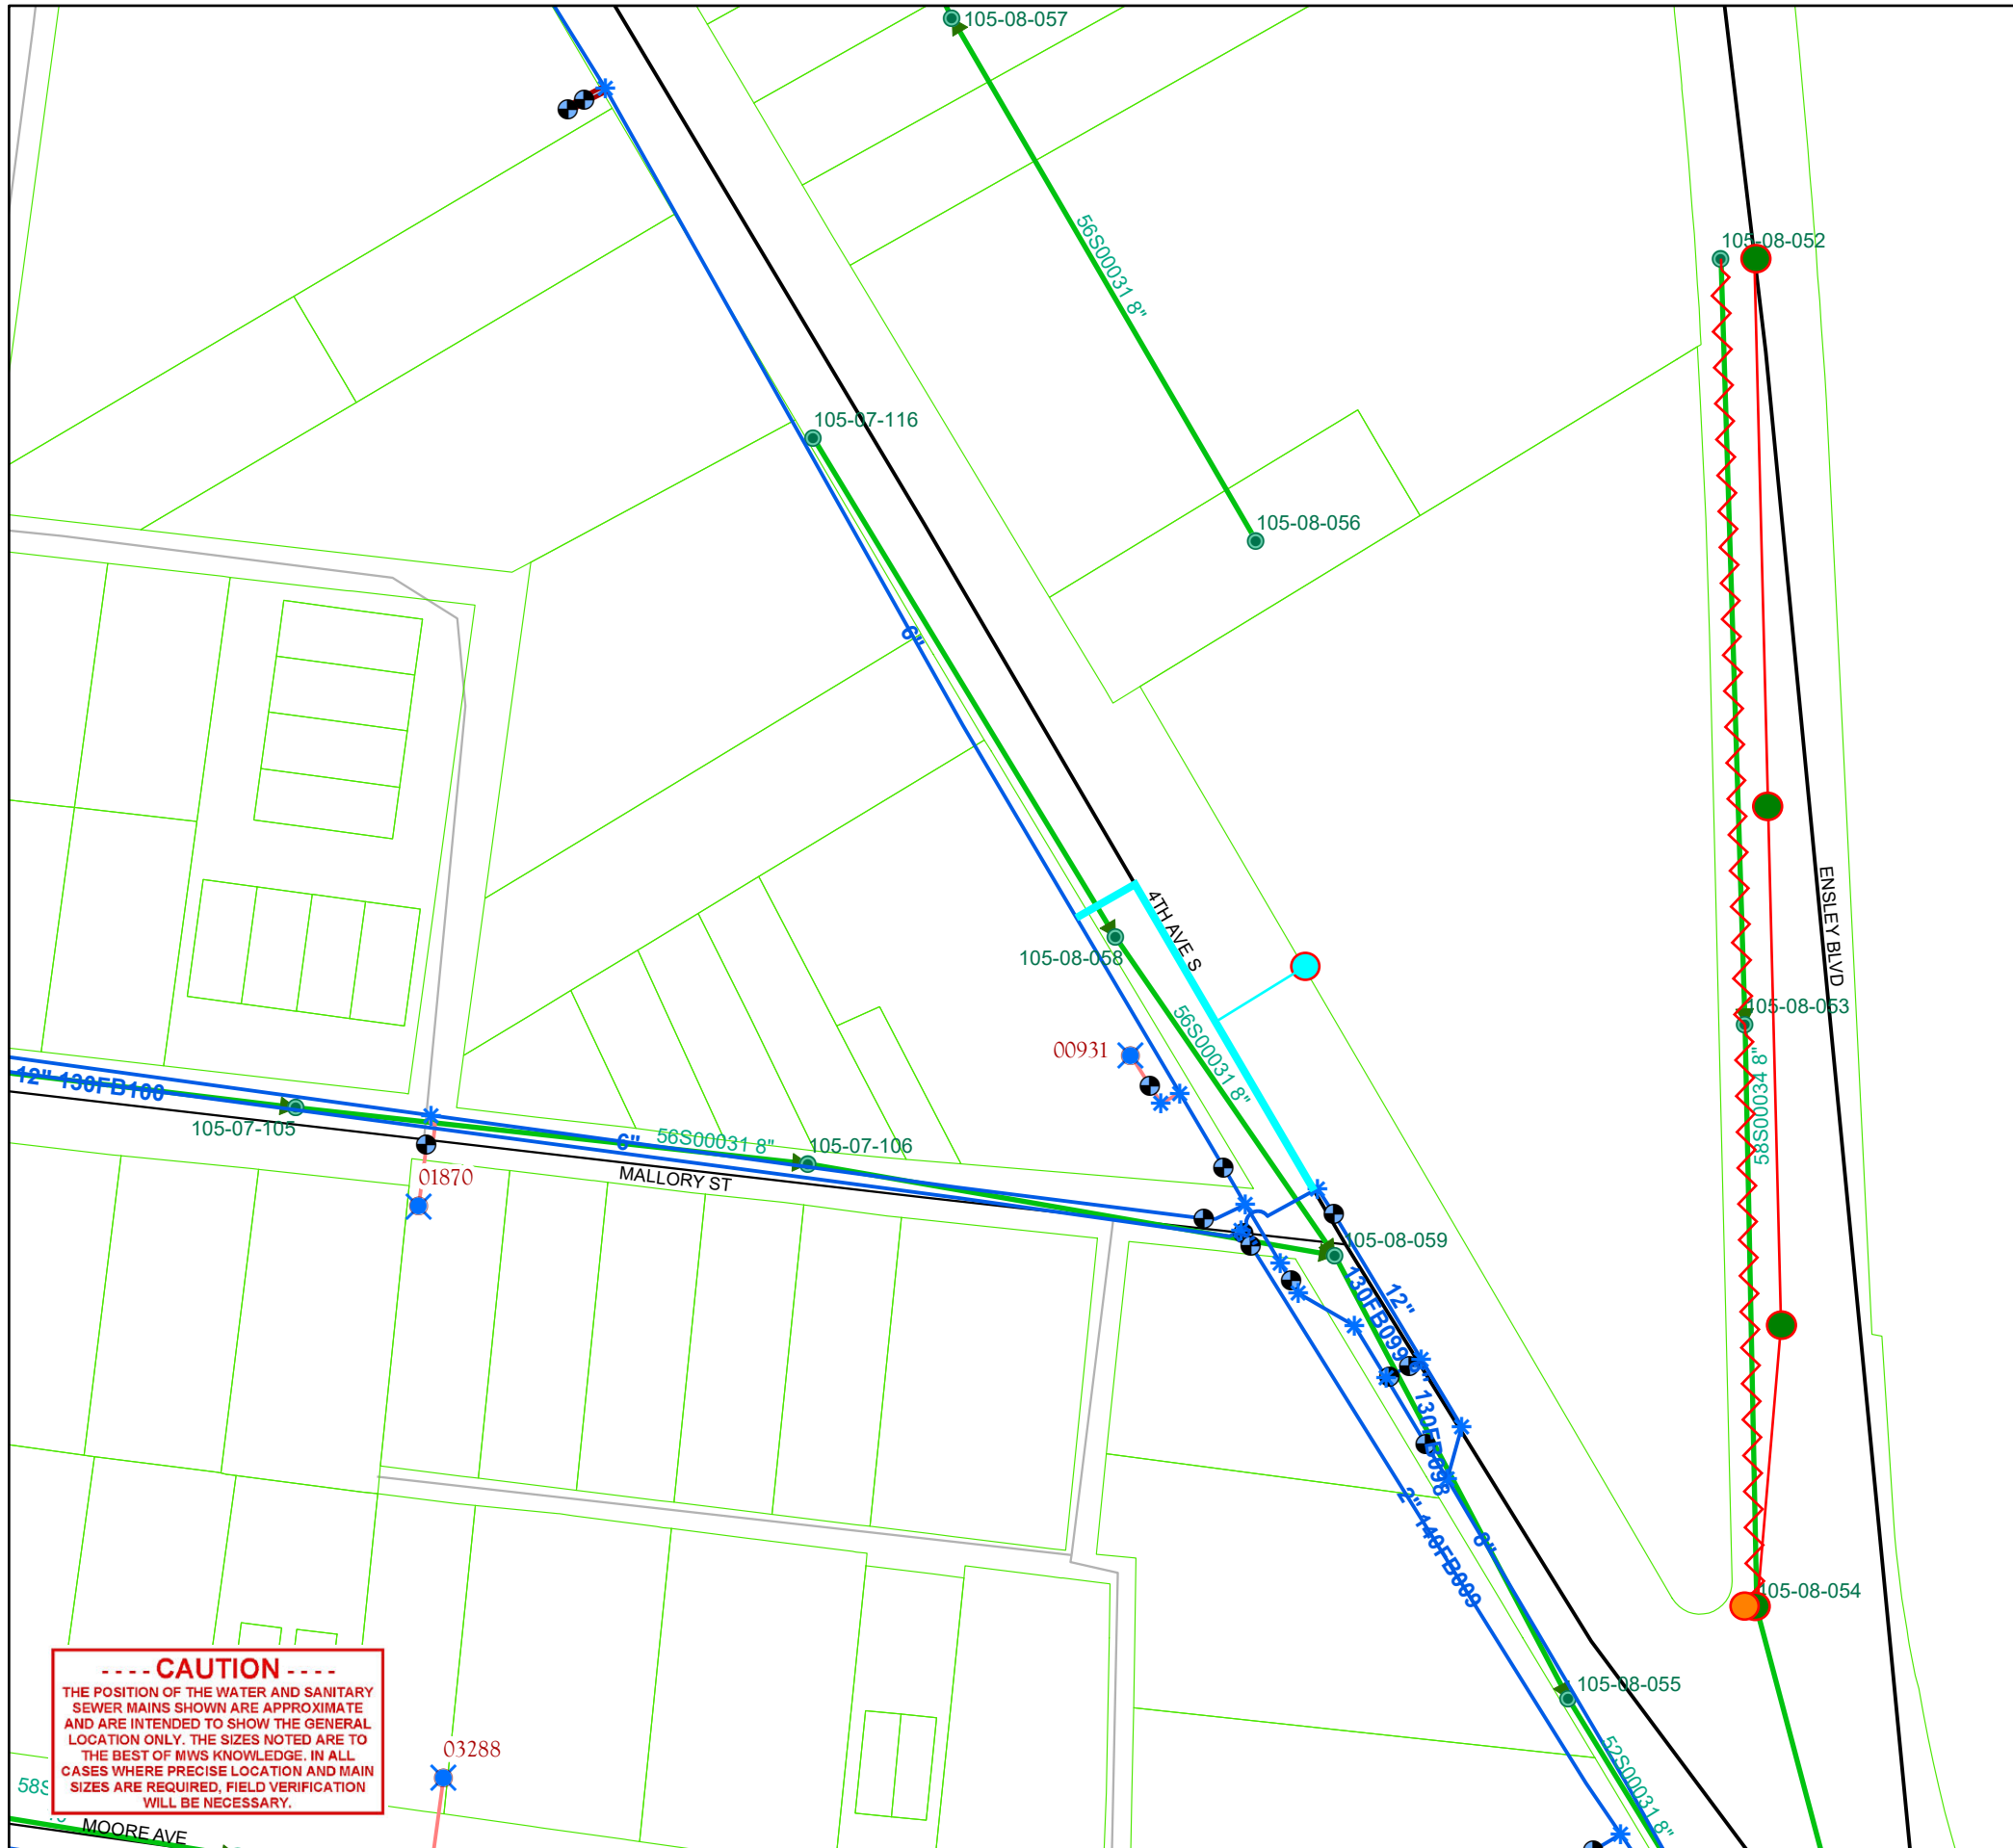 105-08-057
105-08-052
56S00031 8"
105-07-116
105-08-056
6"
ENSLEY BLVD
4TH AVE S
105-08-058
105-08-053
56S00031 8"
00931
58S00034 8"
12" 130FB100
105-07-105
6"
56S00031 8"
105-07-106
MALLORY ST
01870
105-08-059
12"
130FB099
130FB098
8"
2" 140FB009
105-08-054
105-08-055
52S00031 8"
03288
58S
MOORE AVE
- - - - CAUTION - - - -
THE POSITION OF THE WATER AND SANITARY
SEWER MAINS SHOWN ARE APPROXIMATE
AND ARE INTENDED TO SHOW THE GENERAL
LOCATION ONLY. THE SIZES NOTED ARE TO
THE BEST OF MWS KNOWLEDGE. IN ALL
CASES WHERE PRECISE LOCATION AND MAIN
SIZES ARE REQUIRED, FIELD VERIFICATION
WILL BE NECESSARY.